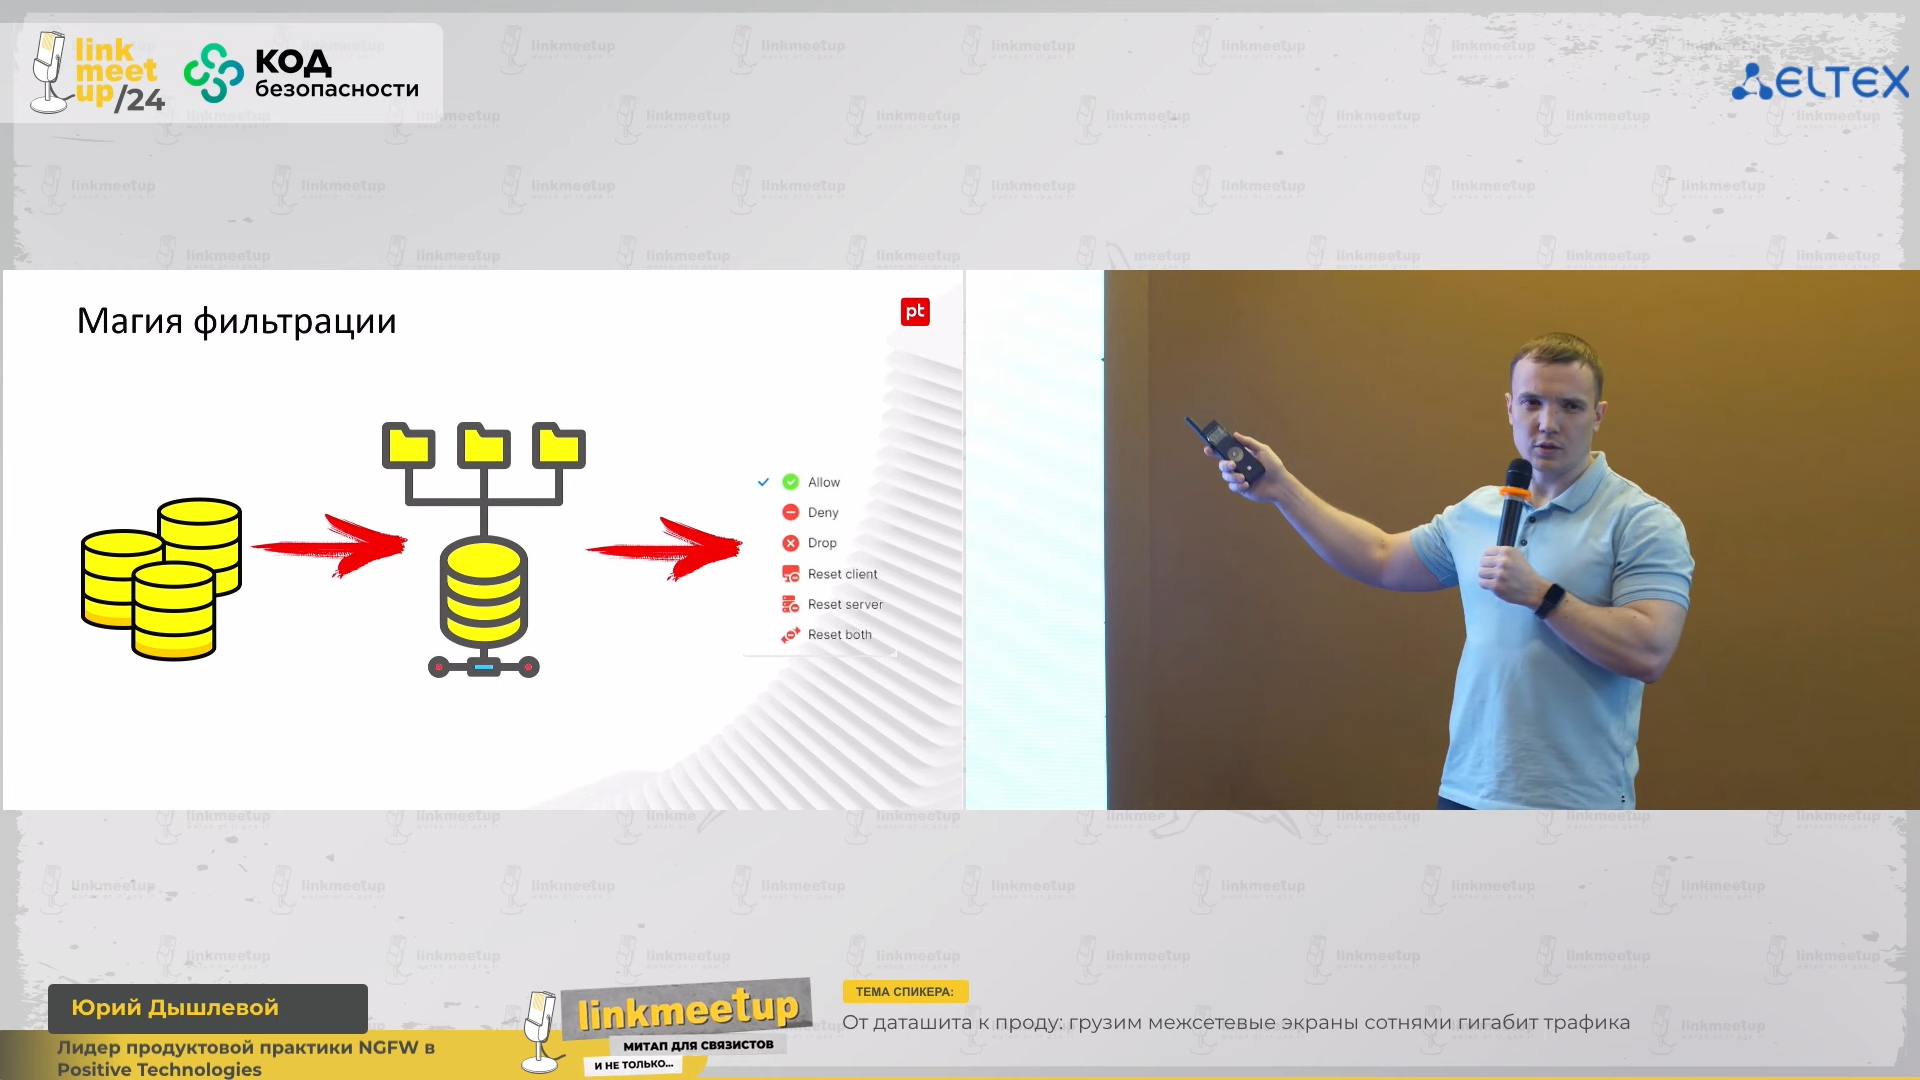 link
meet
up/24
КОД
безопасности
ELTEX
Магия фильтрации
pt
Allow
Deny
Drop
Reset client
Reset server
Reset both
Юрий Дышлевой
Лидер продуктовой практики NGFW в
Positive Technologies
linkmeetup
МИТАП ДЛЯ СВЯЗИСТОВ
И НЕ ТОЛЬКО...
ТЕМА СПИКЕРА:
От даташита к проду: грузим межсетевые экраны сотнями гигабит трафика